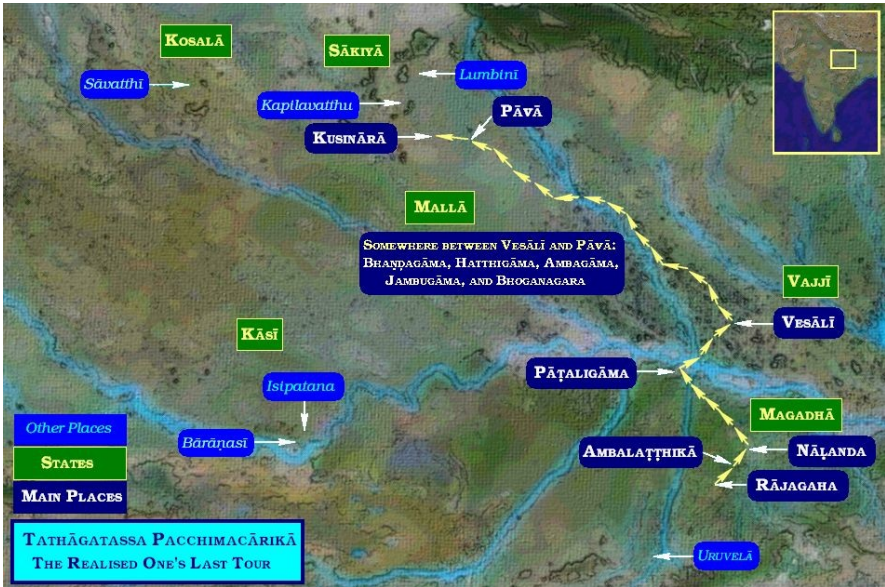 Kosalā
Sākiyā
Sāvatthī
Lumbinī
Kapilavatthu
Pāvā
Kusinārā
Mallā
Somewhere between Vesālī and Pāvā:
Bhaṇḍagāma, Hatthigāma, Ambagāma,
Jambugāma, and Bhoganagara
Vajjī
Vesālī
Kāsī
Pāṭaligāma
Isipatana
Magadhā
Other Places
Bārāṇasī
Ambalaṭṭhikā
Nāḷanda
States
Rājagaha
Main Places
Tathāgatassa Pacchimacārikā
The Realised One's Last Tour
Uruvelā